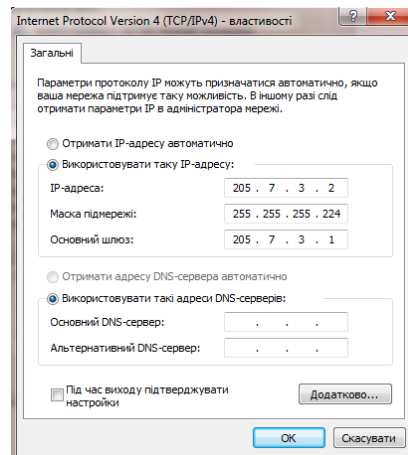 Internet Protocol Version 4 (TCP/IPv4) - властивості
Загальні
Параметри протоколу IP можуть призначатися автоматично, якщо
ваша мережа підтримує таку можливість. В іншому разі слід
отримати параметри IP в адміністратора мережі.
Отримати IP-адресу автоматично
Використовувати таку IP-адресу:
IP-адреса: 205 . 7 . 3 . 2
Маска підмережі: 255 . 255 . 255 . 224
Основний шлюз: 205 . 7 . 3 . 1
Отримати адресу DNS-сервера автоматично
Використовувати такі адреси DNS-серверів:
Основний DNS-сервер: . . .
Альтернативний DNS-сервер: . . .
Під час виходу підтверджувати
настройки
Додатково...
OK Скасувати